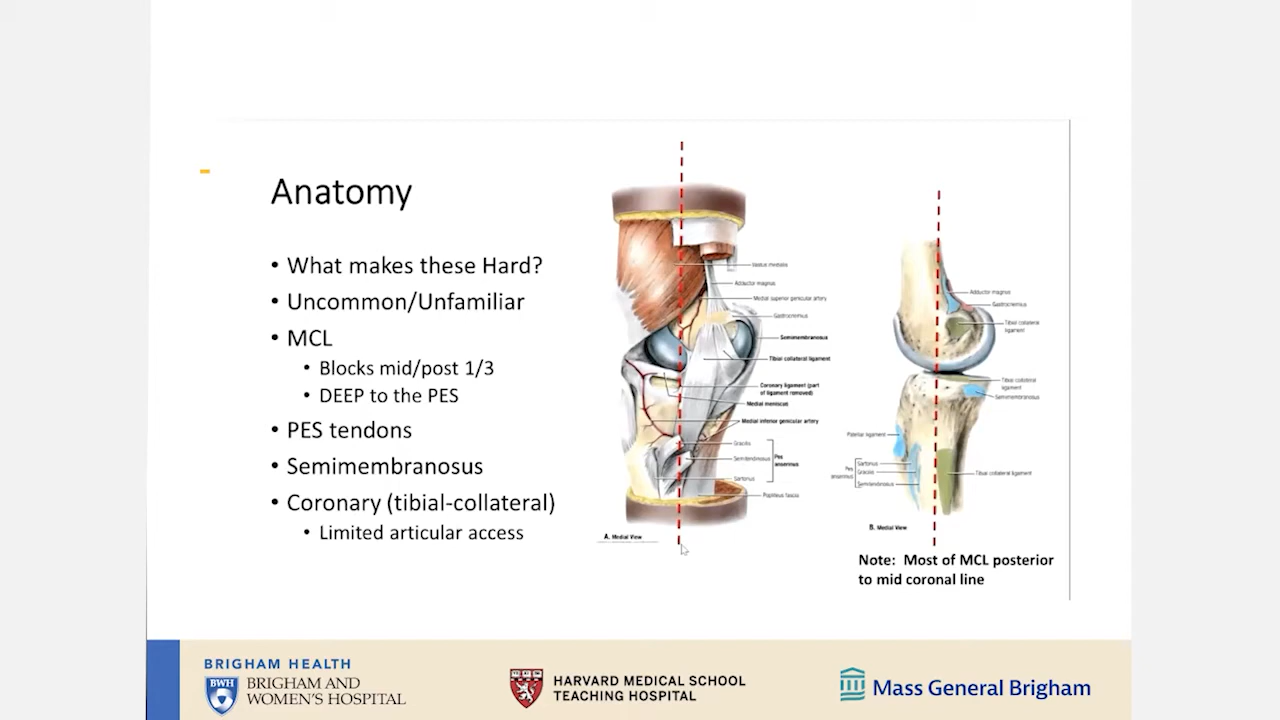 Anatomy
• What makes these Hard?
• Uncommon/Unfamiliar
• MCL
• Blocks mid/post 1/3
• DEEP to the PES
• PES tendons
• Semimembranosus
• Coronary (tibial-collateral)
• Limited articular access
Vastus medialis
Adductor magnus
Medial superior genicular artery
Gastrocnemius
Semimembranosus
Tibial collateral ligament
Coronary ligament (part
of ligament removed)
Medial meniscus
Medial inferior genicular artery
Gracilis
Semitendinosus
Sartorius
Pes
anserinus
Popliteus fascia
A. Medial View
Adductor magnus
Gastrocnemius
Tibial collateral
ligament
Tibial collateral
ligament
Semimembranosus
Patellar ligament
Pes
anserinus
Sartorius
Gracilis
Semitendinosus
Tibial collateral ligament
B. Medial View
Note: Most of MCL posterior
to mid coronal line
BRIGHAM HEALTH
BWH
BRIGHAM AND
WOMEN'S HOSPITAL
HARVARD MEDICAL SCHOOL
TEACHING HOSPITAL
Mass General Brigham